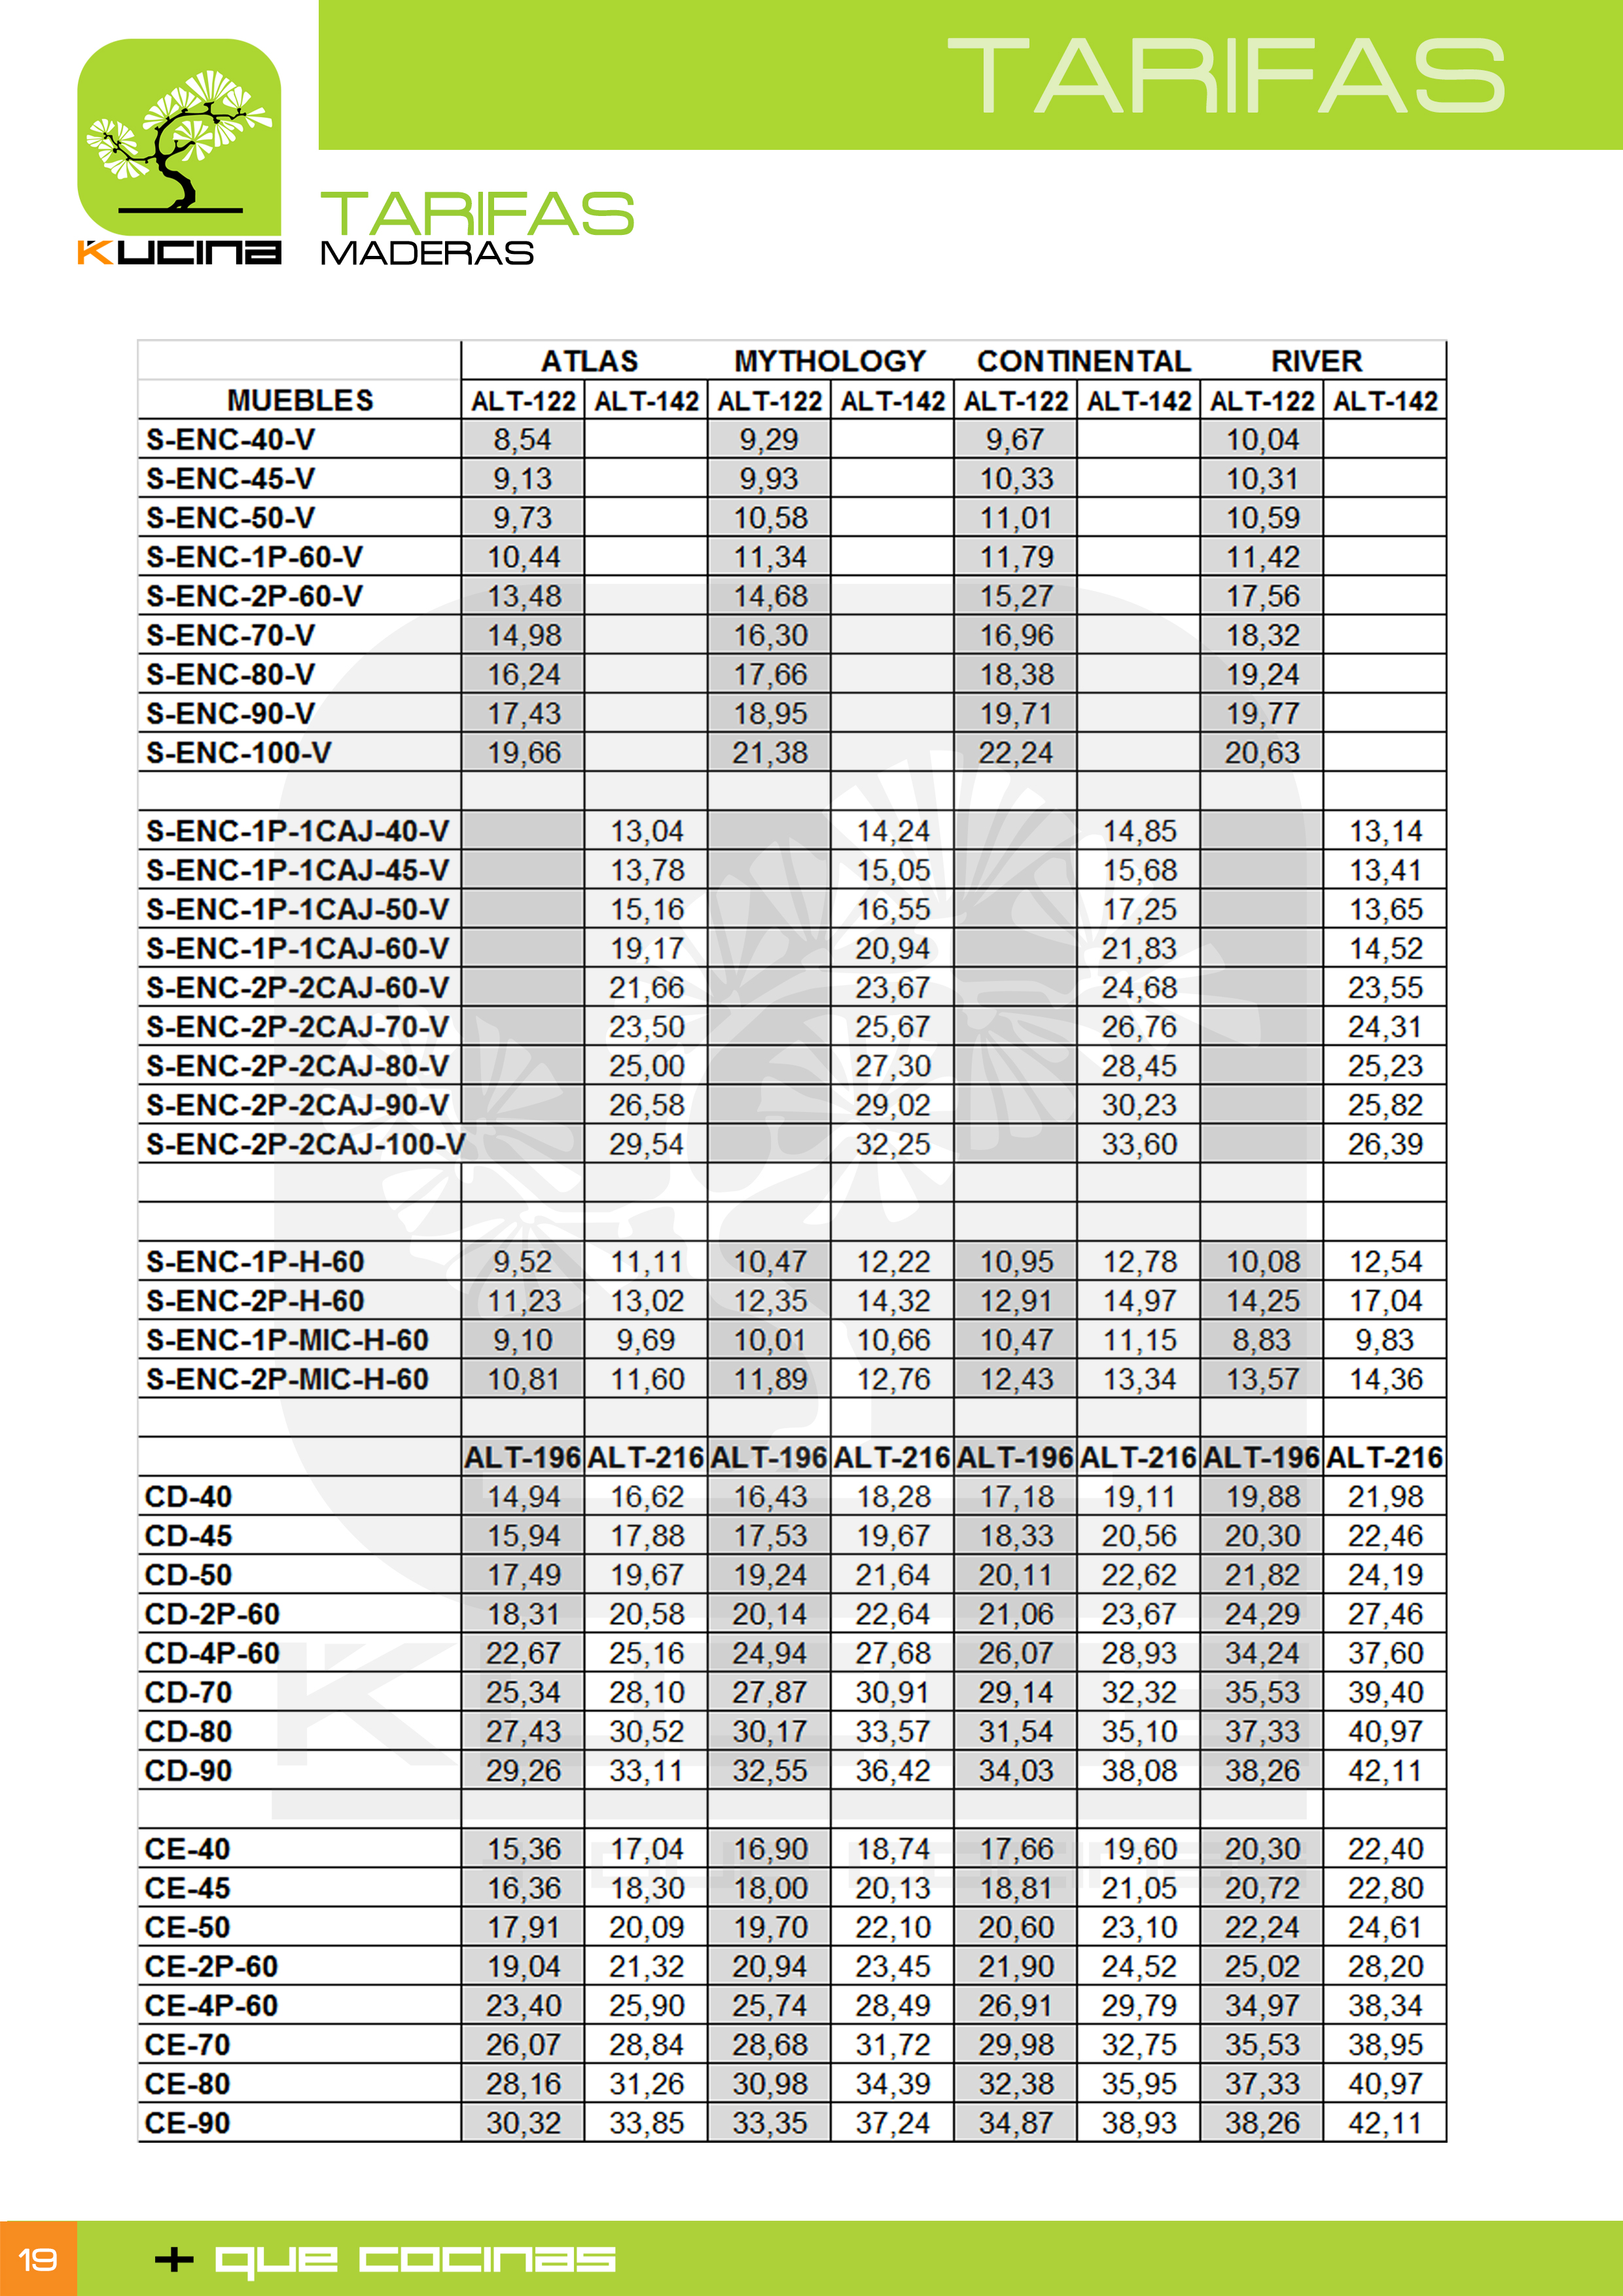 TARIFAS
TARIFAS
KUCINA
MADERAS
ATLAS MYTHOLOGY CONTINENTAL RIVER
MUEBLES ALT-122 ALT-142 ALT-122 ALT-142 ALT-122 ALT-142 ALT-122 ALT-142
S-ENC-40-V 8,54 9,29 9,67 10,04
S-ENC-45-V 9,13 9,93 10,33 10,31
S-ENC-50-V 9,73 10,58 11,01 10,59
S-ENC-1P-60-V 10,44 11,34 11,79 11,42
S-ENC-2P-60-V 13,48 14,68 15,27 17,56
S-ENC-70-V 14,98 16,30 16,96 18,32
S-ENC-80-V 16,24 17,66 18,38 19,24
S-ENC-90-V 17,43 18,95 19,71 19,77
S-ENC-100-V 19,66 21,38 22,24 20,63
S-ENC-1P-1CAJ-40-V 13,04 14,24 14,85 13,14
S-ENC-1P-1CAJ-45-V 13,78 15,05 15,68 13,41
S-ENC-1P-1CAJ-50-V 15,16 16,55 17,25 13,65
S-ENC-1P-1CAJ-60-V 19,17 20,94 21,83 14,52
S-ENC-2P-2CAJ-60-V 21,66 23,67 24,68 23,55
S-ENC-2P-2CAJ-70-V 23,50 25,67 26,76 24,31
S-ENC-2P-2CAJ-80-V 25,00 27,30 28,45 25,23
S-ENC-2P-2CAJ-90-V 26,58 29,02 30,23 25,82
S-ENC-2P-2CAJ-100-V 29,54 32,25 33,60 26,39
S-ENC-1P-H-60 9,52 11,11 10,47 12,22 10,95 12,78 10,08 12,54
S-ENC-2P-H-60 11,23 13,02 12,35 14,32 12,91 14,97 14,25 17,04
S-ENC-1P-MIC-H-60 9,10 9,69 10,01 10,66 10,47 11,15 8,83 9,83
S-ENC-2P-MIC-H-60 10,81 11,60 11,89 12,76 12,43 13,34 13,57 14,36
ALT-196 ALT-216 ALT-196 ALT-216 ALT-196 ALT-216 ALT-196 ALT-216
CD-40 14,94 16,62 16,43 18,28 17,18 19,11 19,88 21,98
CD-45 15,94 17,88 17,53 19,67 18,33 20,56 20,30 22,46
CD-50 17,49 19,67 19,24 21,64 20,11 22,62 21,82 24,19
CD-2P-60 18,31 20,58 20,14 22,64 21,06 23,67 24,29 27,46
CD-4P-60 22,67 25,16 24,94 27,68 26,07 28,93 34,24 37,60
CD-70 25,34 28,10 27,87 30,91 29,14 32,32 35,53 39,40
CD-80 27,43 30,52 30,17 33,57 31,54 35,10 37,33 40,97
CD-90 29,26 33,11 32,55 36,42 34,03 38,08 38,26 42,11
CE-40 15,36 17,04 16,90 18,74 17,66 19,60 20,30 22,40
CE-45 16,36 18,30 18,00 20,13 18,81 21,05 20,72 22,80
CE-50 17,91 20,09 19,70 22,10 20,60 23,10 22,24 24,61
CE-2P-60 19,04 21,32 20,94 23,45 21,90 24,52 25,02 28,20
CE-4P-60 23,40 25,90 25,74 28,49 26,91 29,79 34,97 38,34
CE-70 26,07 28,84 28,68 31,72 29,98 32,75 35,53 38,95
CE-80 28,16 31,26 30,98 34,39 32,38 35,95 37,33 40,97
CE-90 30,32 33,85 33,35 37,24 34,87 38,93 38,26 42,11
19 + que cocinas